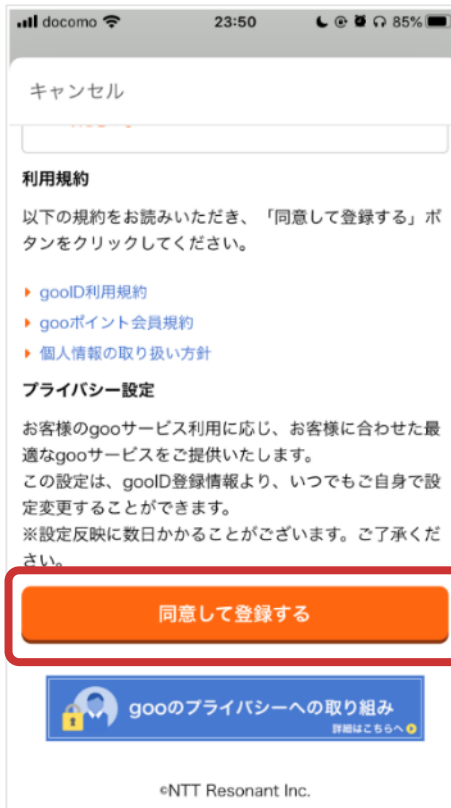 docomo 23:50 85%
キャンセル
利用規約
以下の規約をお読みいただき、「同意して登録する」ボ
タンをクリックしてください。
gooID利用規約
gooポイント会員規約
個人情報の取り扱い方針
プライバシー設定
お客様のgooサービス利用に応じ、お客様に合わせた最
適なgooサービスをご提供いたします。
この設定は、gooID登録情報より、いつでもご自身で設
定変更することができます。
※設定反映に数日かかることがございます。ご了承くだ
さい。
同意して登録する
gooのプライバシーへの取り組み
詳細はこちらへ
©NTT Resonant Inc.